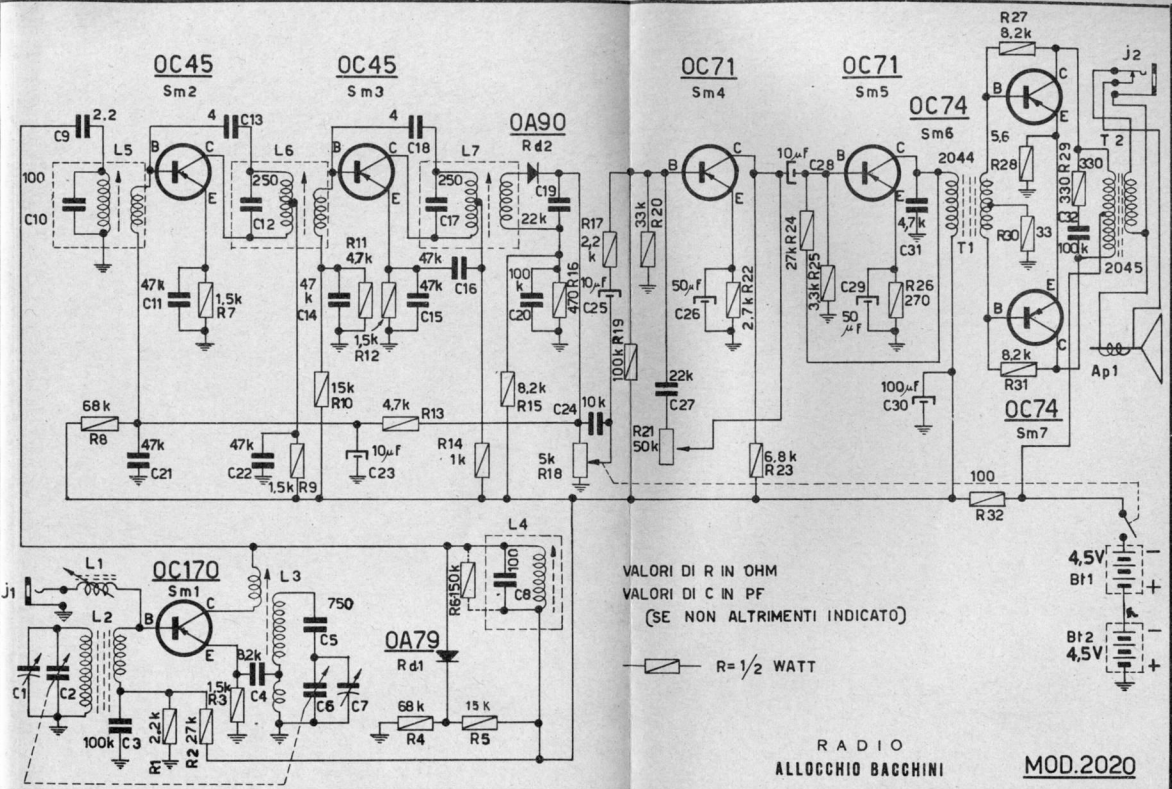 OC45
Sm2
OC45
Sm3
OA90
Rd2
OC71
Sm4
OC71
Sm5
OC74
Sm6
R27
8,2k
j2
C9
2.2
4
C13
4
C18
L5
L6
L7
B
C
E
B
C
E
B
C
E
B
C
E
B
C
E
100
C10
250
C12
250
C17
C19
22k
R17
2,2
k
33k
R20
10µF
C28
27k R24
3,3k R25
4,7k
C31
2044
T1
5,6
R28
R30
33
330 R29
330
C32
100k
T2
2045
47k
C11
1,5k
R7
47
k
C14
R11
4,7k
1,5k
R12
47k
C15
C16
100
k
C20
470 R16
10µF
C25
100k R19
50µF
C26
2.7k R22
C29
50
µF
R26
270
B
E
C
8,2k
R31
Ap1
OC74
Sm7
68k
R8
47k
C21
47k
C22
1,5k R9
15k
R10
10µF
C23
4,7k
R13
R14
1k
8,2k
R15
C24
10k
5k
R18
22k
C27
R21
50k
6,8k
R23
100µF
C30
100
R32
j1
L1
L2
OC170
Sm1
B
C
E
L3
750
C5
C1
C2
100k C3
R1 2,2k
R2 27k
1,5k
R3
8,2k
C4
C6
C7
OA79
Rd1
68k
R4
15K
R5
R6 150k
L4
100
C8
VALORI DI R IN OHM
VALORI DI C IN PF
(SE NON ALTRIMENTI INDICATO)
R=1/2 WATT
4,5V
Bt1
Bt2
4,5V
RADIO
ALLOCCHIO BACCHINI
MOD.2020